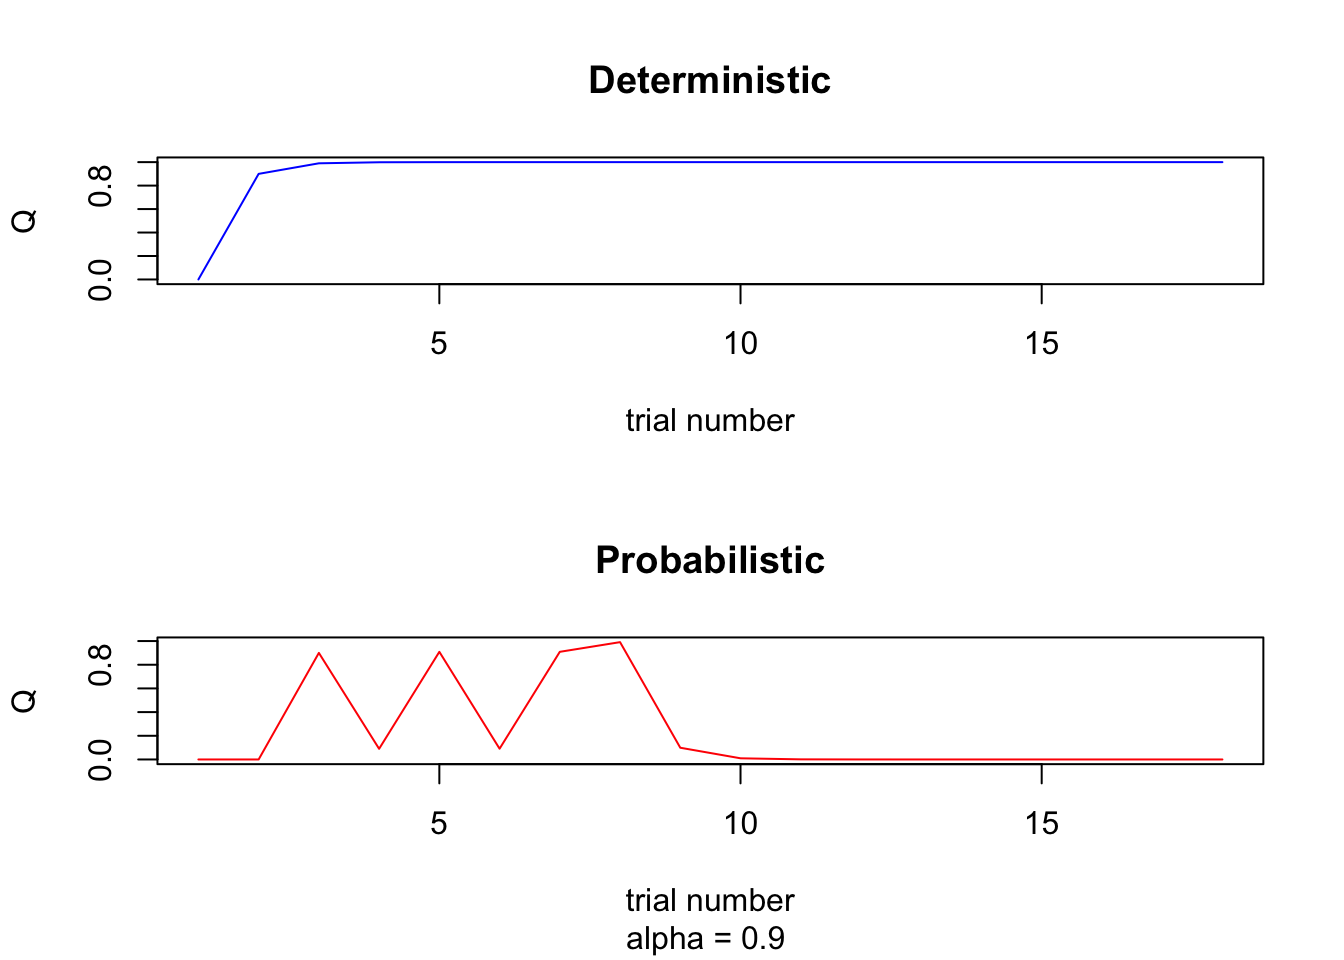 Deterministic
Q
0.8
0.0
5 10 15
trial number
Probabilistic
Q
0.8
0.0
5 10 15
trial number
alpha = 0.9